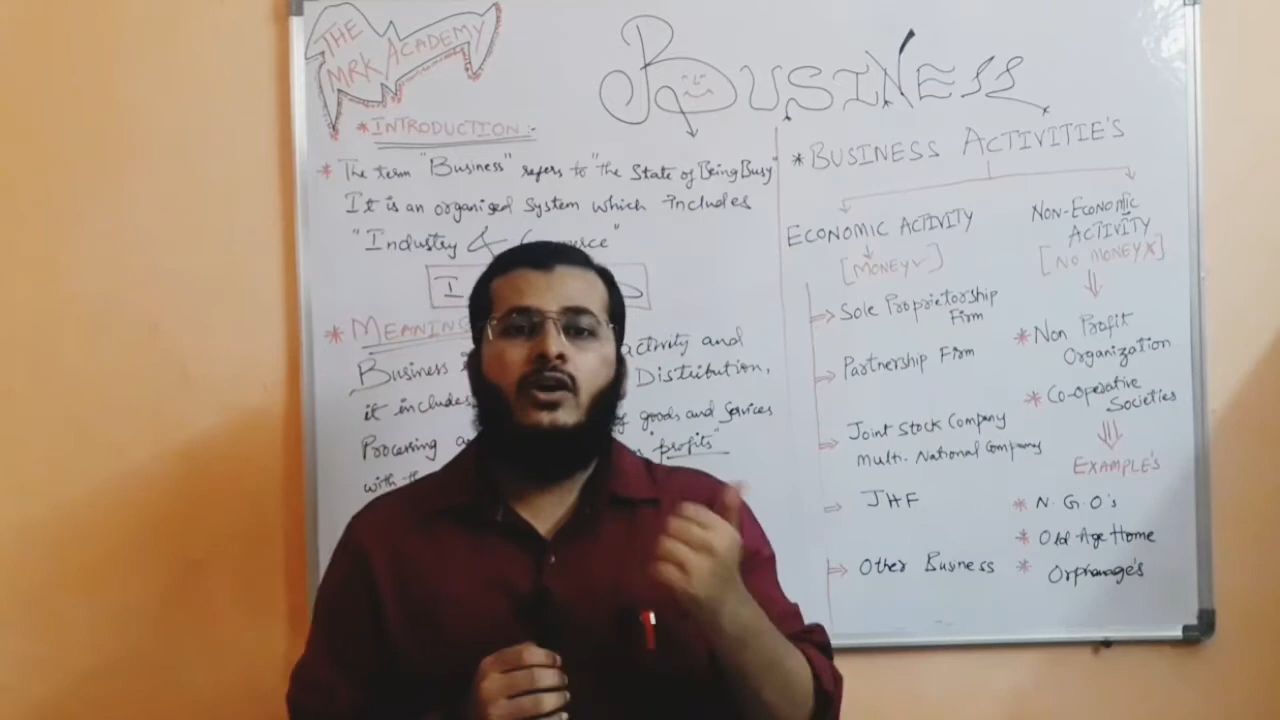 THE
MRK ACADEMY
BUSINESS
* INTRODUCTION:-
* The term "Business" refers to "the State of Being Busy"
It is an organised System which includes
"Industry &
I
* MEANING
Business activity and
Distribution,
it includes goods and Services
Processing profits"
with
* BUSINESS ACTIVITIE'S
ECONOMIC ACTIVITY
[MONEY✓]
⇒ Sole Proprietorship
Firm
⇒ Partnership Firm
⇒ Joint Stock Company
Multi-National Company
⇒ JHF
⇒ Other Business
NON-ECONOMIC
ACTIVITY
[NO MONEY X]
* Non Profit
Organization
* Co-operative
Societies
EXAMPLE'S
* N.G.O's
* Old Age Home
* Orphanage's